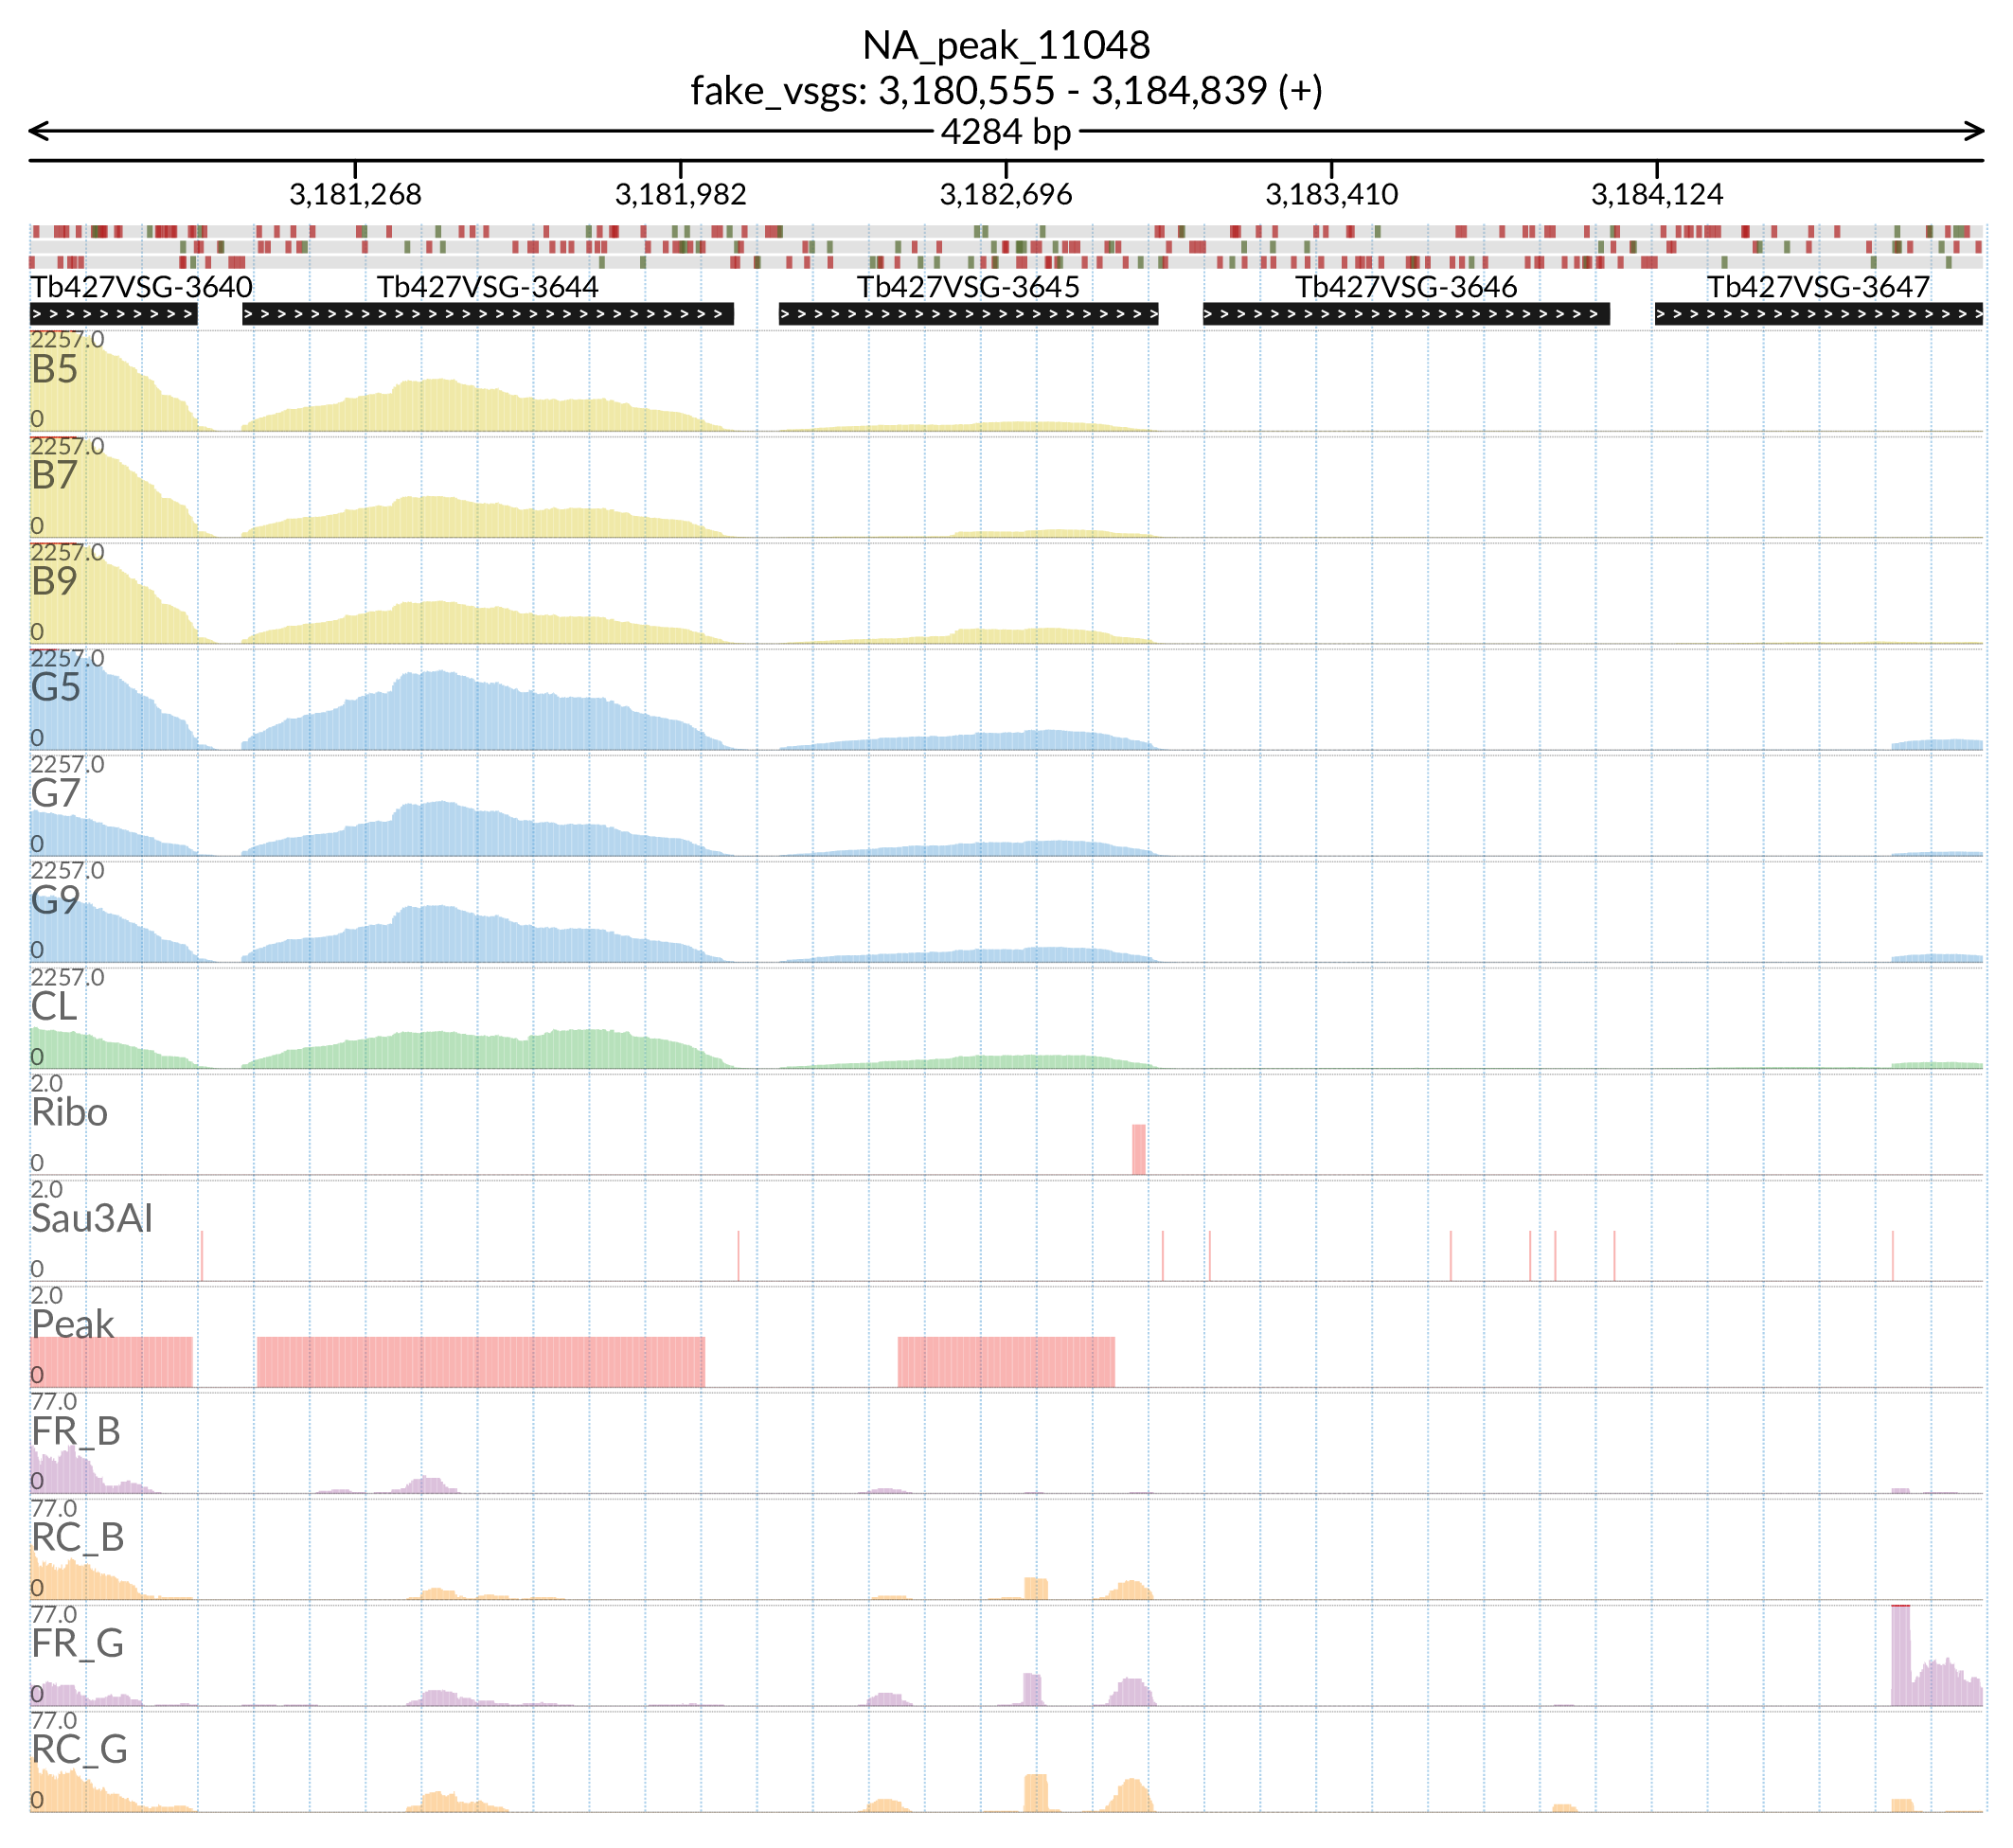 NA_peak_11048
fake_vsgs: 3,180,555 - 3,184,839 (+)
4284 bp
3,181,268 3,181,982 3,182,696 3,183,410 3,184,124
Tb427VSG-3640 Tb427VSG-3644 Tb427VSG-3645 Tb427VSG-3646 Tb427VSG-3647
2257.0
B5
0
2257.0
B7
0
2257.0
B9
0
2257.0
G5
0
2257.0
G7
0
2257.0
G9
0
2257.0
CL
0
2.0
Ribo
0
2.0
Sau3AI
0
2.0
Peak
0
77.0
FR_B
0
77.0
RC_B
0
77.0
FR_G
0
77.0
RC_G
0